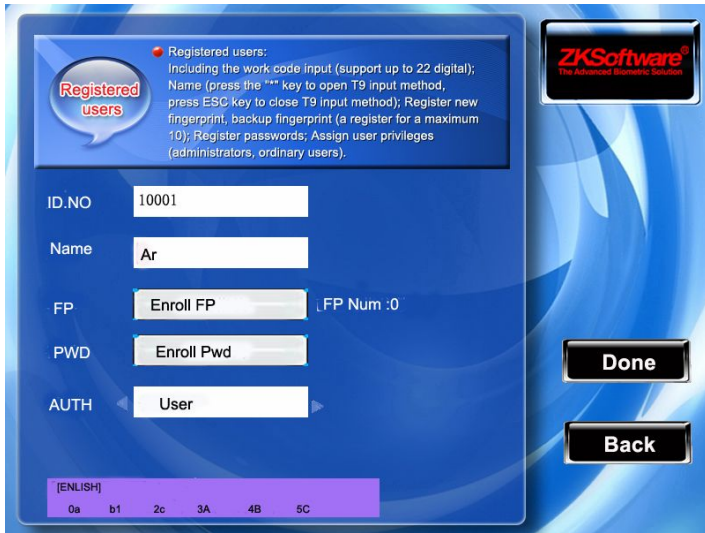 Registered
users
Registered users:
Including the work code input (support up to 22 digital);
Name (press the "*" key to open T9 input method,
press ESC key to close T9 input method); Register new
fingerprint, backup fingerprint (a register for a maximum
10); Register passwords; Assign user privileges
(administrators, ordinary users).
ZKSoftware®
The Advanced Biometric Solution
ID.NO 10001
Name Ar
FP Enroll FP FP Num :0
PWD Enroll Pwd
AUTH User
Done
Back
[ENLISH]
0a b1 2c 3A 4B 5C